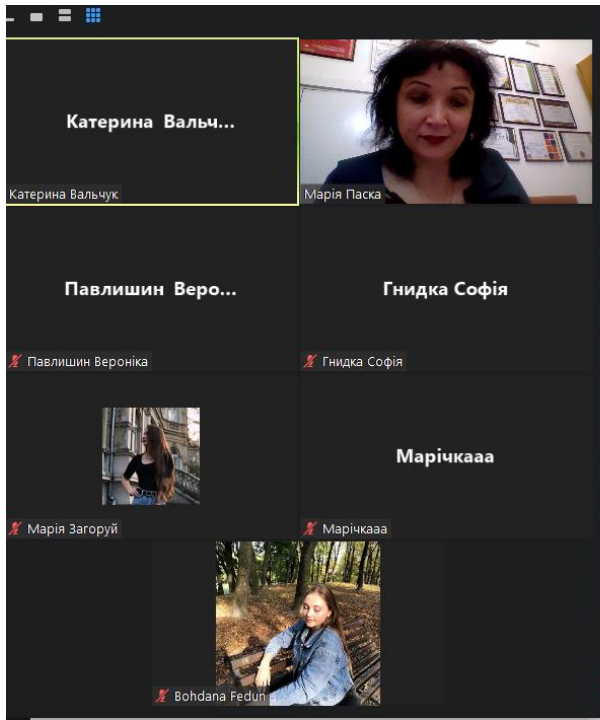 Катерина Вальч...
Катерина Вальчук
Марія Паска
Павлишин Веро...
Павлишин Вероніка
Гнидка Софія
Гнидка Софія
Марія Загоруй
Марічкааа
Марічкааа
Bohdana Fedun